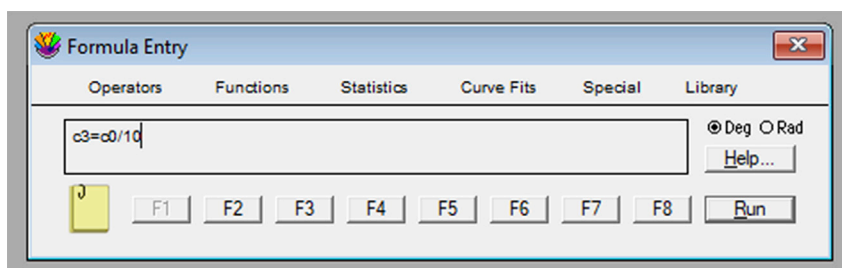 Formula Entry
Operators Functions Statistics Curve Fits Special Library
c3=c0/10
Deg Rad
Help...
F1 F2 F3 F4 F5 F6 F7 F8 Run